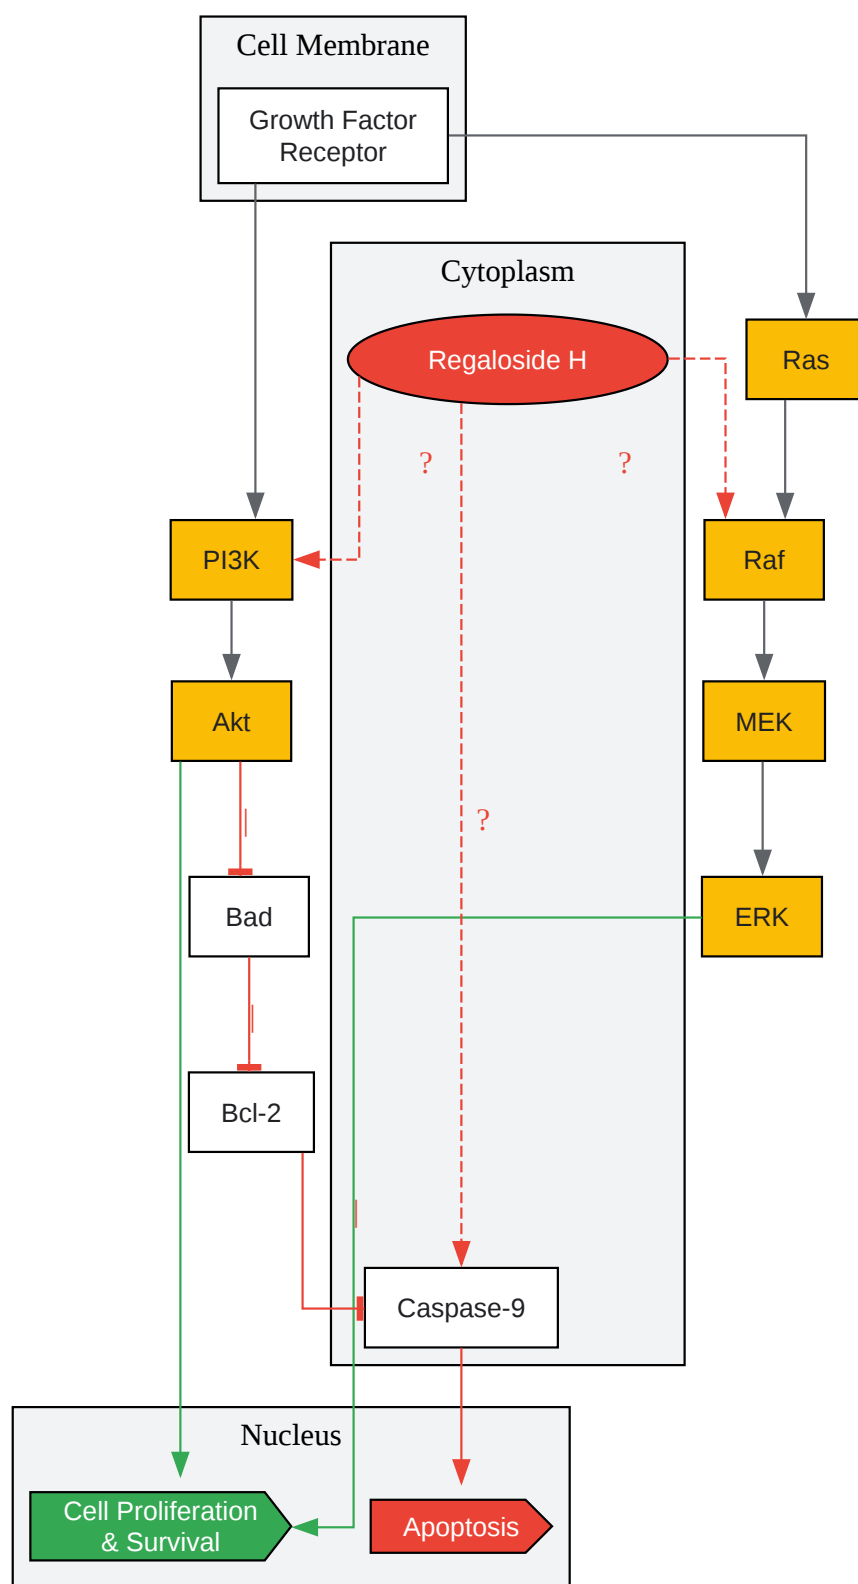 Cell Membrane
Growth Factor
Receptor
Cytoplasm
Regaloside H
Ras
?
?
PI3K
Raf
Akt
MEK
|
?
Bad
ERK
|
Bcl-2
|
Caspase-9
Nucleus
Cell Proliferation
& Survival
Apoptosis